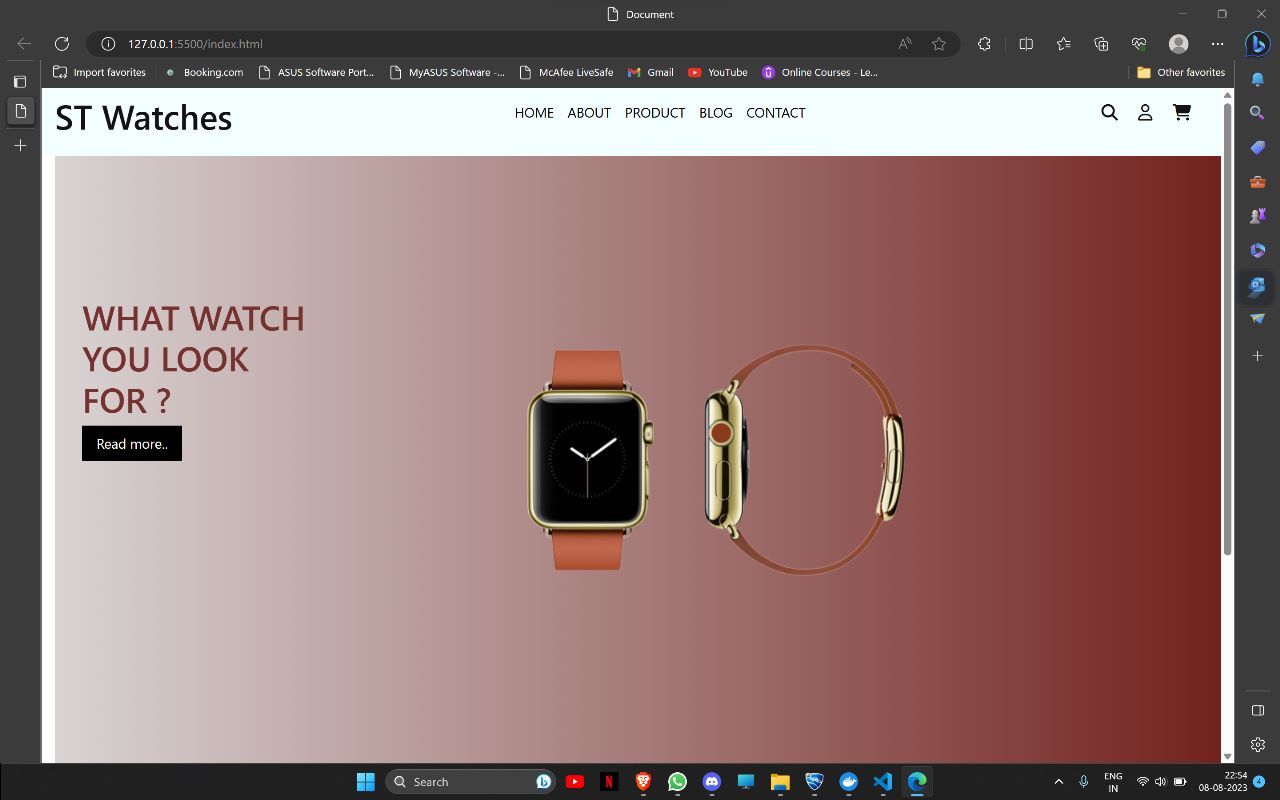 Document
127.0.0.1:5500/index.html
Import favorites
Booking.com
ASUS Software Port...
MyASUS Software -...
McAfee LiveSafe
Gmail
YouTube
Online Courses - Le...
Other favorites
ST Watches
HOME ABOUT PRODUCT BLOG CONTACT
WHAT WATCH
YOU LOOK
FOR ?
Read more..
Search
ENG
IN
22:54
08-08-2023
4